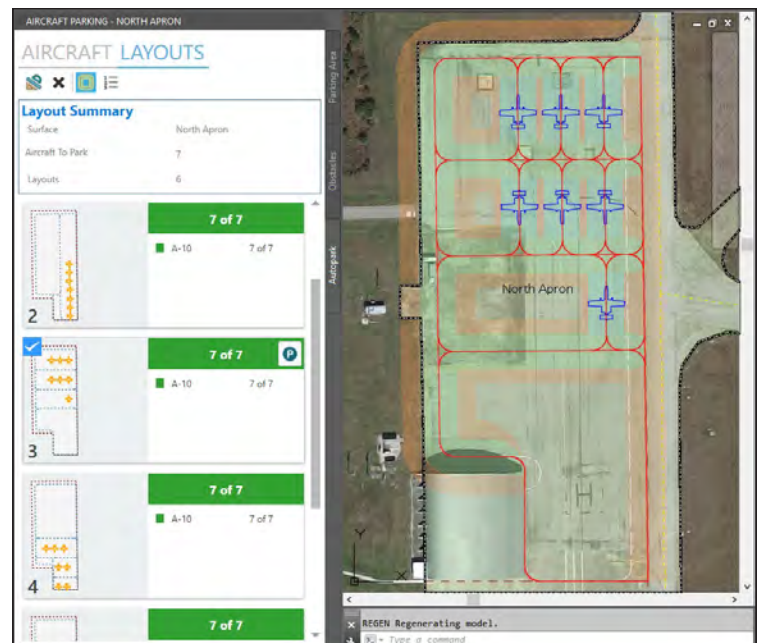 AIRCRAFT PARKING - NORTH APRON
AIRCRAFT LAYOUTS
Layout Summary
Surface North Apron
Aircraft To Park 7
Layouts 6
7 of 7
A-10 7 of 7
2
7 of 7 P
A-10 7 of 7
3
7 of 7
A-10 7 of 7
4
7 of 7
Parking Area
Obstacles
Autopark
North Apron
H
Y
X
REGEN Regenerating model.
Type a command